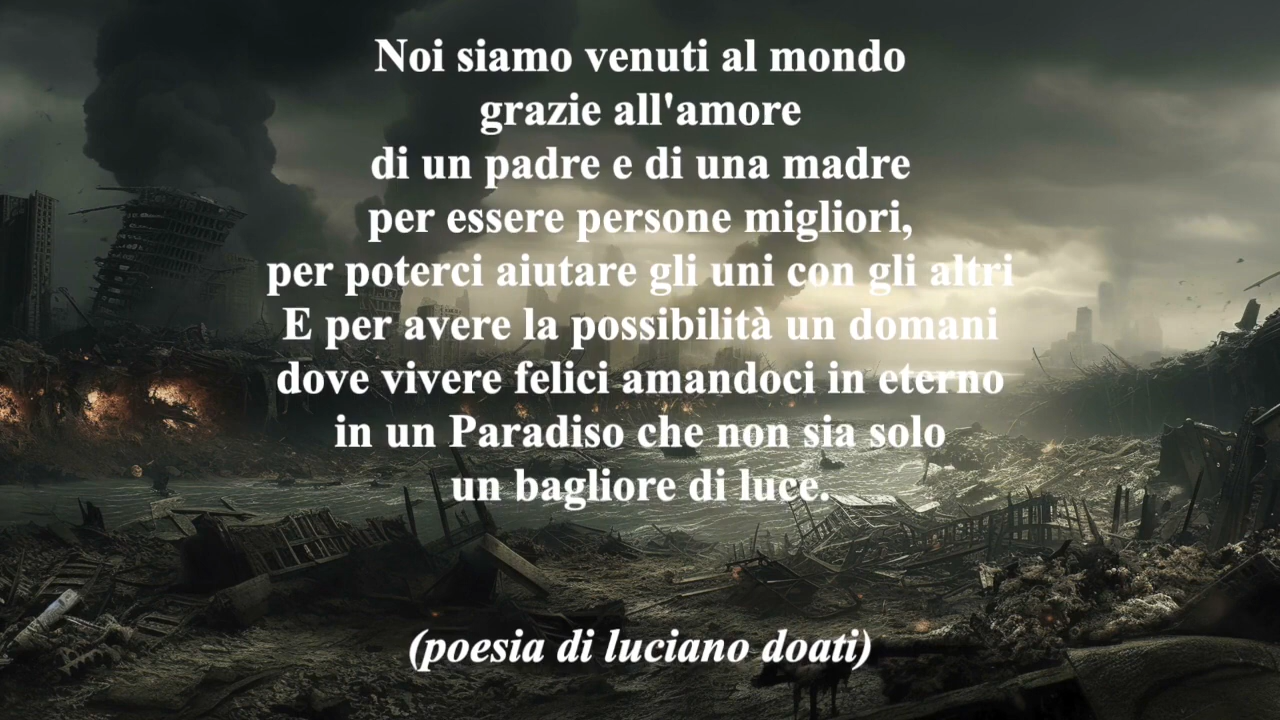 Noi siamo venuti al mondo
grazie all'amore
di un padre e di una madre
per essere persone migliori,
per poterci aiutare gli uni con gli altri
E per avere la possibilità un domani
dove vivere felici amandoci in eterno
in un Paradiso che non sia solo
un bagliore di luce.
(poesia di luciano doati)